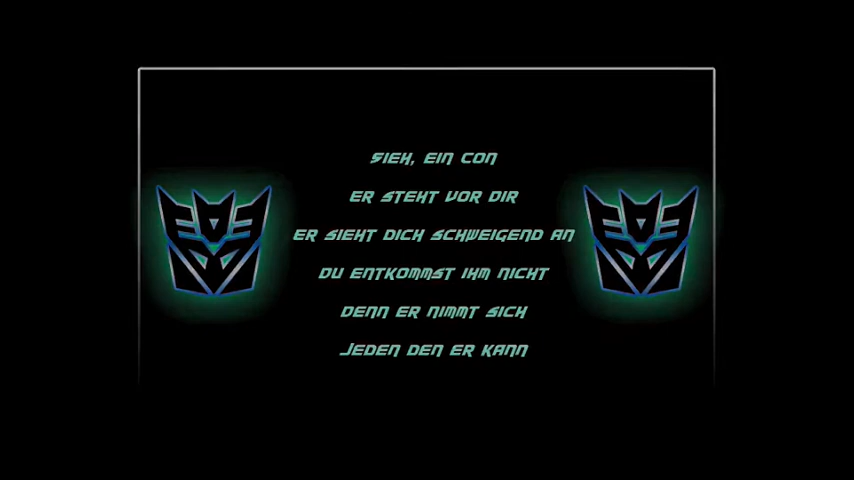 SIEH, EIN CON
ER STEHT VOR DIR
ER SIEHT DICH SCHWEIGEND AN
DU ENTKOMMST IHM NICHT
DENN ER NIMMT SICH
JEDEN DEN ER KANN